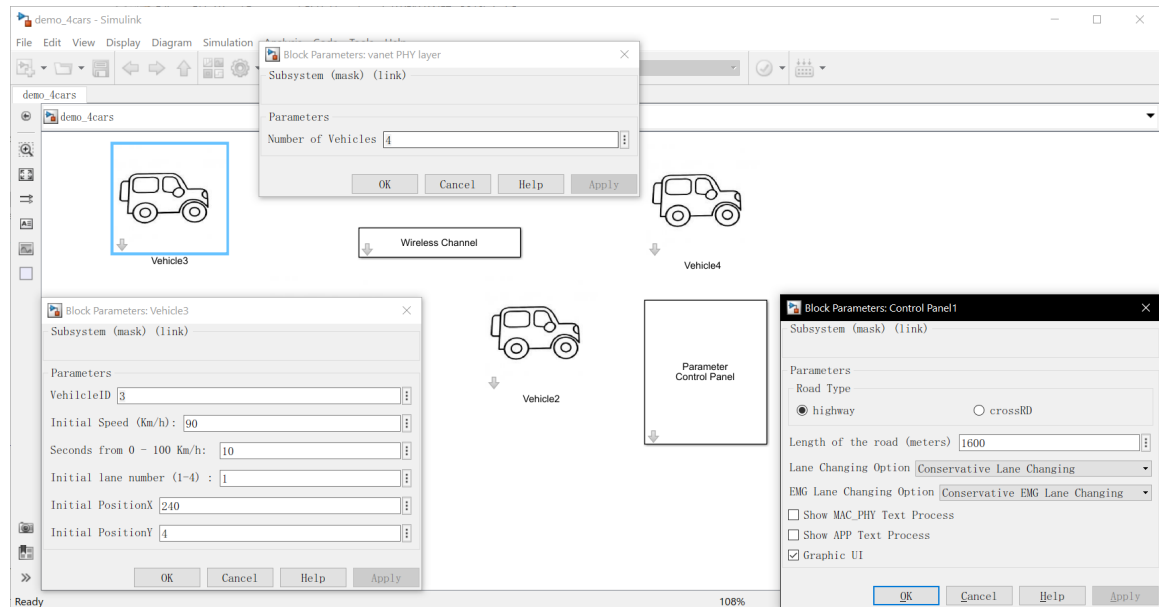 demo_4cars - Simulink
File Edit View Display Diagram Simulation
demo_4cars
demo_4cars
Block Parameters: vanet PHY layer
Subsystem (mask) (link)
Parameters
Number of Vehicles 4
OK Cancel Help Apply
Vehicle3
Wireless Channel
Vehicle4
Block Parameters: Vehicle3
Subsystem (mask) (link)
Parameters
VehilcleID 3
Initial Speed (Km/h): 90
Seconds from 0 - 100 Km/h: 10
Initial lane number (1-4) : 1
Initial PositionX 240
Initial PositionY 4
OK Cancel Help Apply
Vehicle2
Parameter
Control Panel
Block Parameters: Control Panel1
Subsystem (mask) (link)
Parameters
Road Type
highway crossRD
Length of the road (meters) 1600
Lane Changing Option Conservative Lane Changing
EMG Lane Changing Option Conservative EMG Lane Changing
Show MAC_PHY Text Process
Show APP Text Process
Graphic UI
OK Cancel Help Apply
Ready 108%